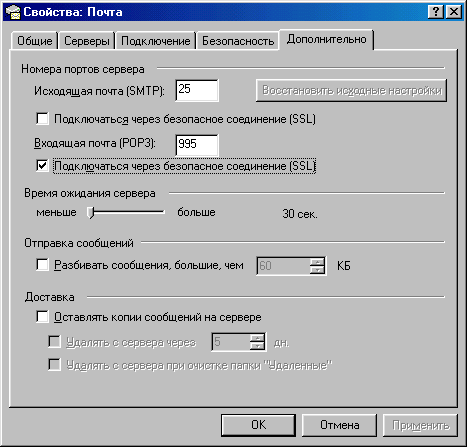 Свойства: Почта
Общие Серверы Подключение Безопасность Дополнительно
Номера портов сервера
Исходящая почта (SMTP): 25 Восстановить исходные настройки
Подключаться через безопасное соединение (SSL)
Входящая почта (POP3): 995
Подключаться через безопасное соединение (SSL)
Время ожидания сервера
меньше больше 30 сек.
Отправка сообщений
Разбивать сообщения, большие, чем 60 КБ
Доставка
Оставлять копии сообщений на сервере
Удалять с сервера через 5 дн.
Удалять с сервера при очистке папки "Удаленные"
OK Отмена Применить